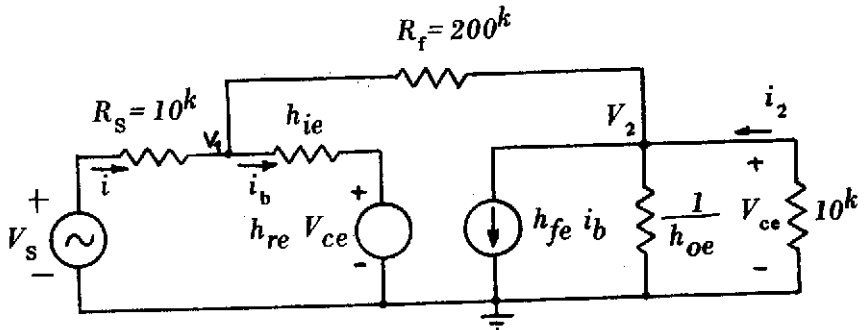 R_f = 200^k
R_S = 10^k
V_1
h_ie
V_2
i_2
i
i_b
+
+
+
V_S
h_re V_ce
h_fe i_b
1/h_oe
V_ce
10^k
-
-
-